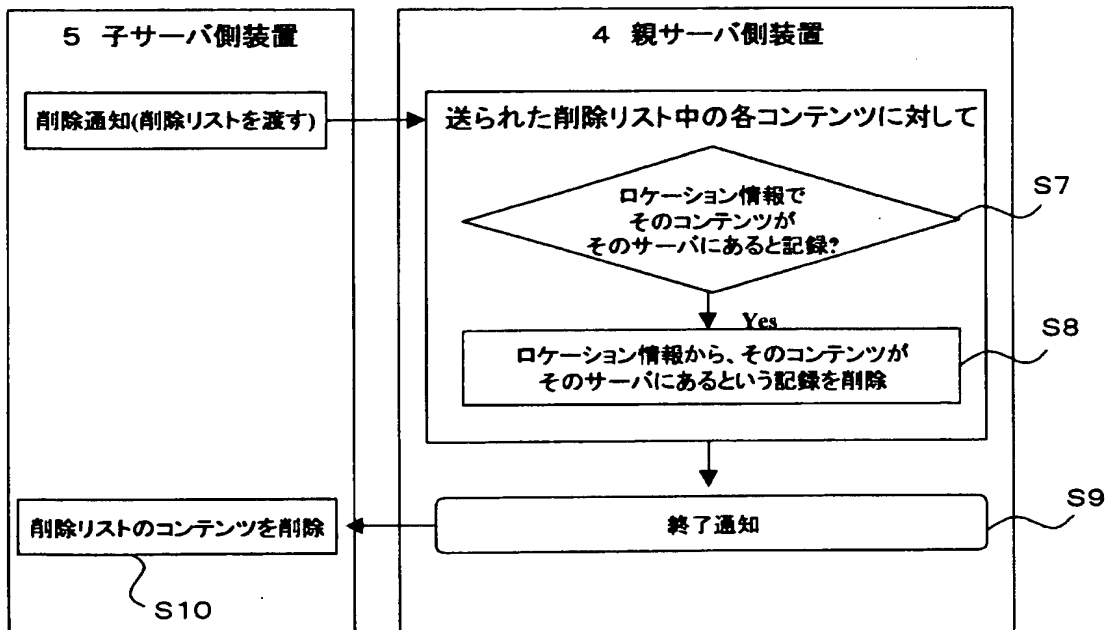 5 子サーバ側装置
4 親サーバ側装置
削除通知(削除リストを渡す)
送られた削除リスト中の各コンテンツに対して
ロケーション情報で
そのコンテンツが
そのサーバにあると記録?
S7
Yes
ロケーション情報から、そのコンテンツが
そのサーバにあるという記録を削除
S8
終了通知
S9
削除リストのコンテンツを削除
S10